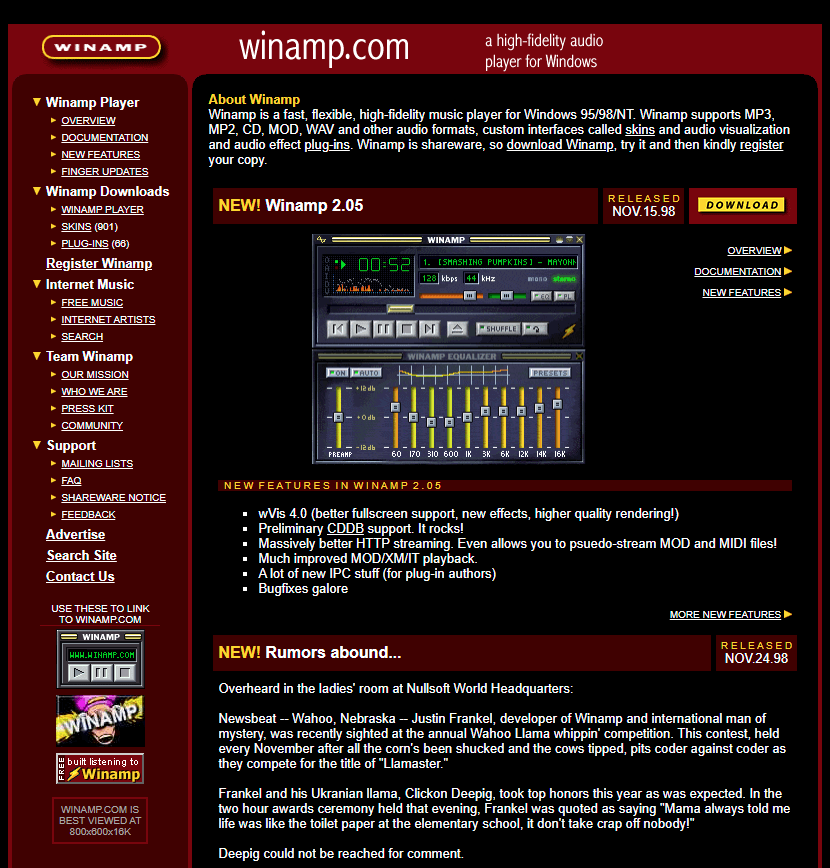 WINAMP
winamp.com
a high-fidelity audio
player for Windows
Winamp Player
OVERVIEW
DOCUMENTATION
NEW FEATURES
FINGER UPDATES
Winamp Downloads
WINAMP PLAYER
SKINS (901)
PLUG-INS (66)
Register Winamp
Internet Music
FREE MUSIC
INTERNET ARTISTS
SEARCH
Team Winamp
OUR MISSION
WHO WE ARE
PRESS KIT
COMMUNITY
Support
MAILING LISTS
FAQ
SHAREWARE NOTICE
FEEDBACK
Advertise
Search Site
Contact Us
USE THESE TO LINK
TO WINAMP.COM
WINAMP
WWW.WINAMP.COM
WINAMP!
FREE
built listening to
Winamp
WINAMP.COM IS
BEST VIEWED AT
800x600x16K
About Winamp
Winamp is a fast, flexible, high-fidelity music player for Windows 95/98/NT. Winamp supports MP3,
MP2, CD, MOD, WAV and other audio formats, custom interfaces called skins and audio visualization
and audio effect plug-ins. Winamp is shareware, so download Winamp, try it and then kindly register
your copy.
NEW! Winamp 2.05
RELEASED
NOV.15.98
DOWNLOAD
WINAMP
00:52
1. [SMASHING PUMPKINS] - MAYON
128 kbps 44 kHz mono stereo
EQ PL
SHUFFLE
WINAMP EQUALIZER
ON AUTO PRESETS
+12 db
+0 db
-12 db
PREAMP 60 170 310 600 1K 3K 6K 12K 14K 16K
OVERVIEW
DOCUMENTATION
NEW FEATURES
NEW FEATURES IN WINAMP 2.05
wVis 4.0 (better fullscreen support, new effects, higher quality rendering!)
Preliminary CDDB support. It rocks!
Massively better HTTP streaming. Even allows you to psuedo-stream MOD and MIDI files!
Much improved MOD/XM/IT playback.
A lot of new IPC stuff (for plug-in authors)
Bugfixes galore
MORE NEW FEATURES
NEW! Rumors abound...
RELEASED
NOV.24.98
Overheard in the ladies' room at Nullsoft World Headquarters:
Newsbeat -- Wahoo, Nebraska -- Justin Frankel, developer of Winamp and international man of
mystery, was recently sighted at the annual Wahoo Llama whippin' competition. This contest, held
every November after all the corn's been shucked and the cows tipped, pits coder against coder as
they compete for the title of "Llamaster."
Frankel and his Ukranian llama, Clickon Deepig, took top honors this year as was expected. In the
two hour awards ceremony held that evening, Frankel was quoted as saying "Mama always told me
life was like the toilet paper at the elementary school, it don't take crap off nobody!"
Deepig could not be reached for comment.